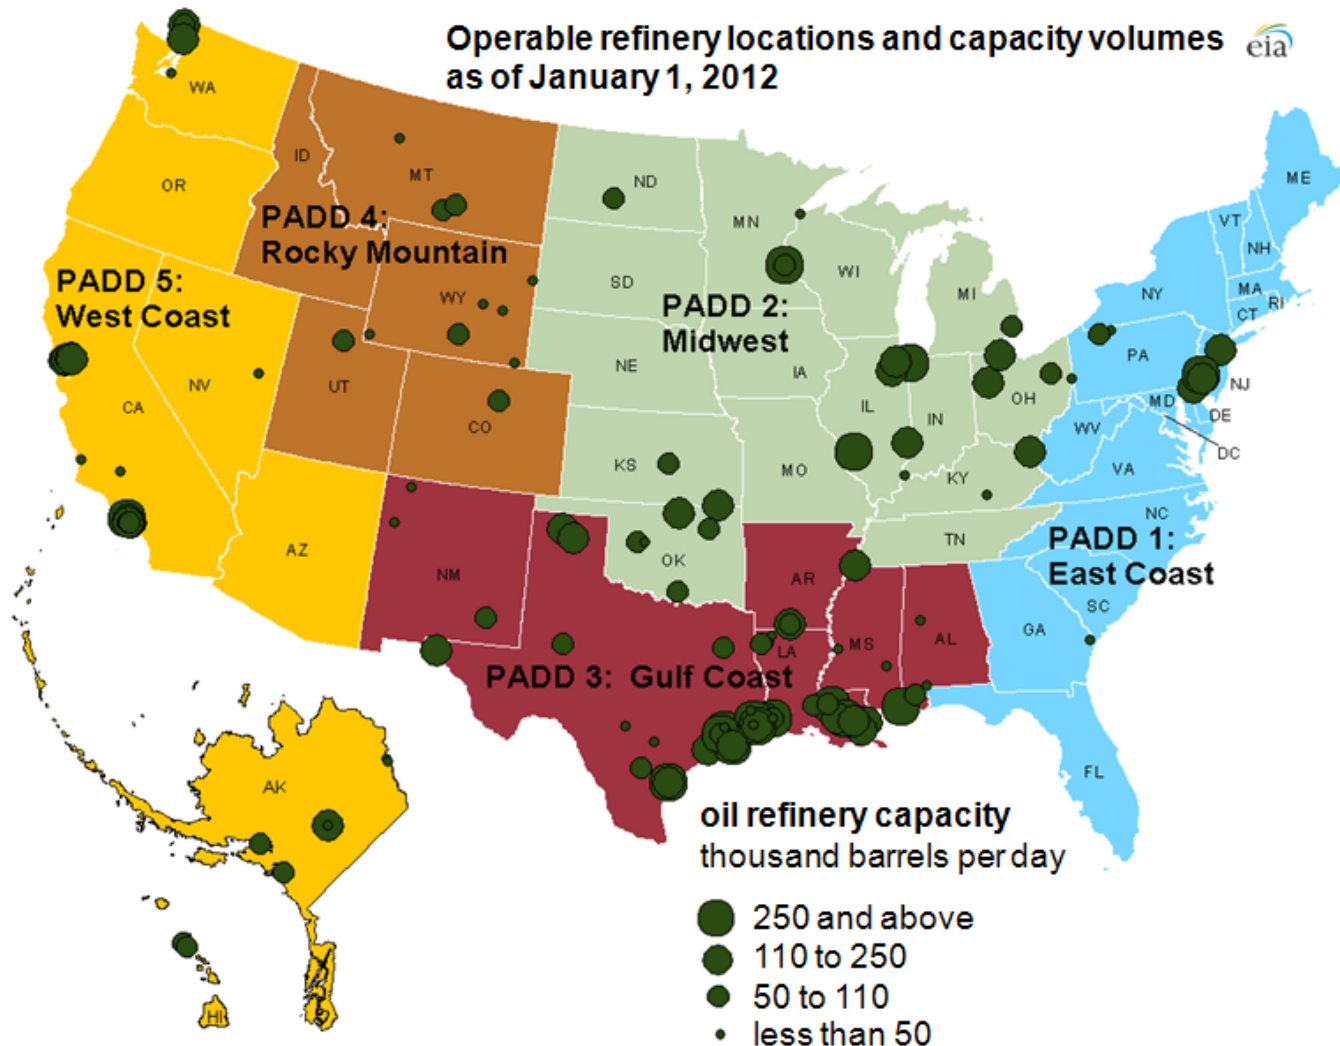 Operable refinery locations and capacity volumes
as of January 1, 2012
eia
WA
OR
ID
MT
ND
MN
WI
MI
ME
VT
NH
NY
MA
RI
CT
PADD 4:
Rocky Mountain
PADD 5:
West Coast
PADD 2:
Midwest
WY
SD
NE
IA
IL
IN
OH
PA
NJ
MD
DE
DC
WV
VA
NV
UT
CO
CA
KS
MO
KY
NC
TN
PADD 1:
East Coast
SC
AZ
NM
OK
AR
MS
AL
GA
LA
PADD 3: Gulf Coast
FL
AK
HI
oil refinery capacity
thousand barrels per day
250 and above
110 to 250
50 to 110
less than 50